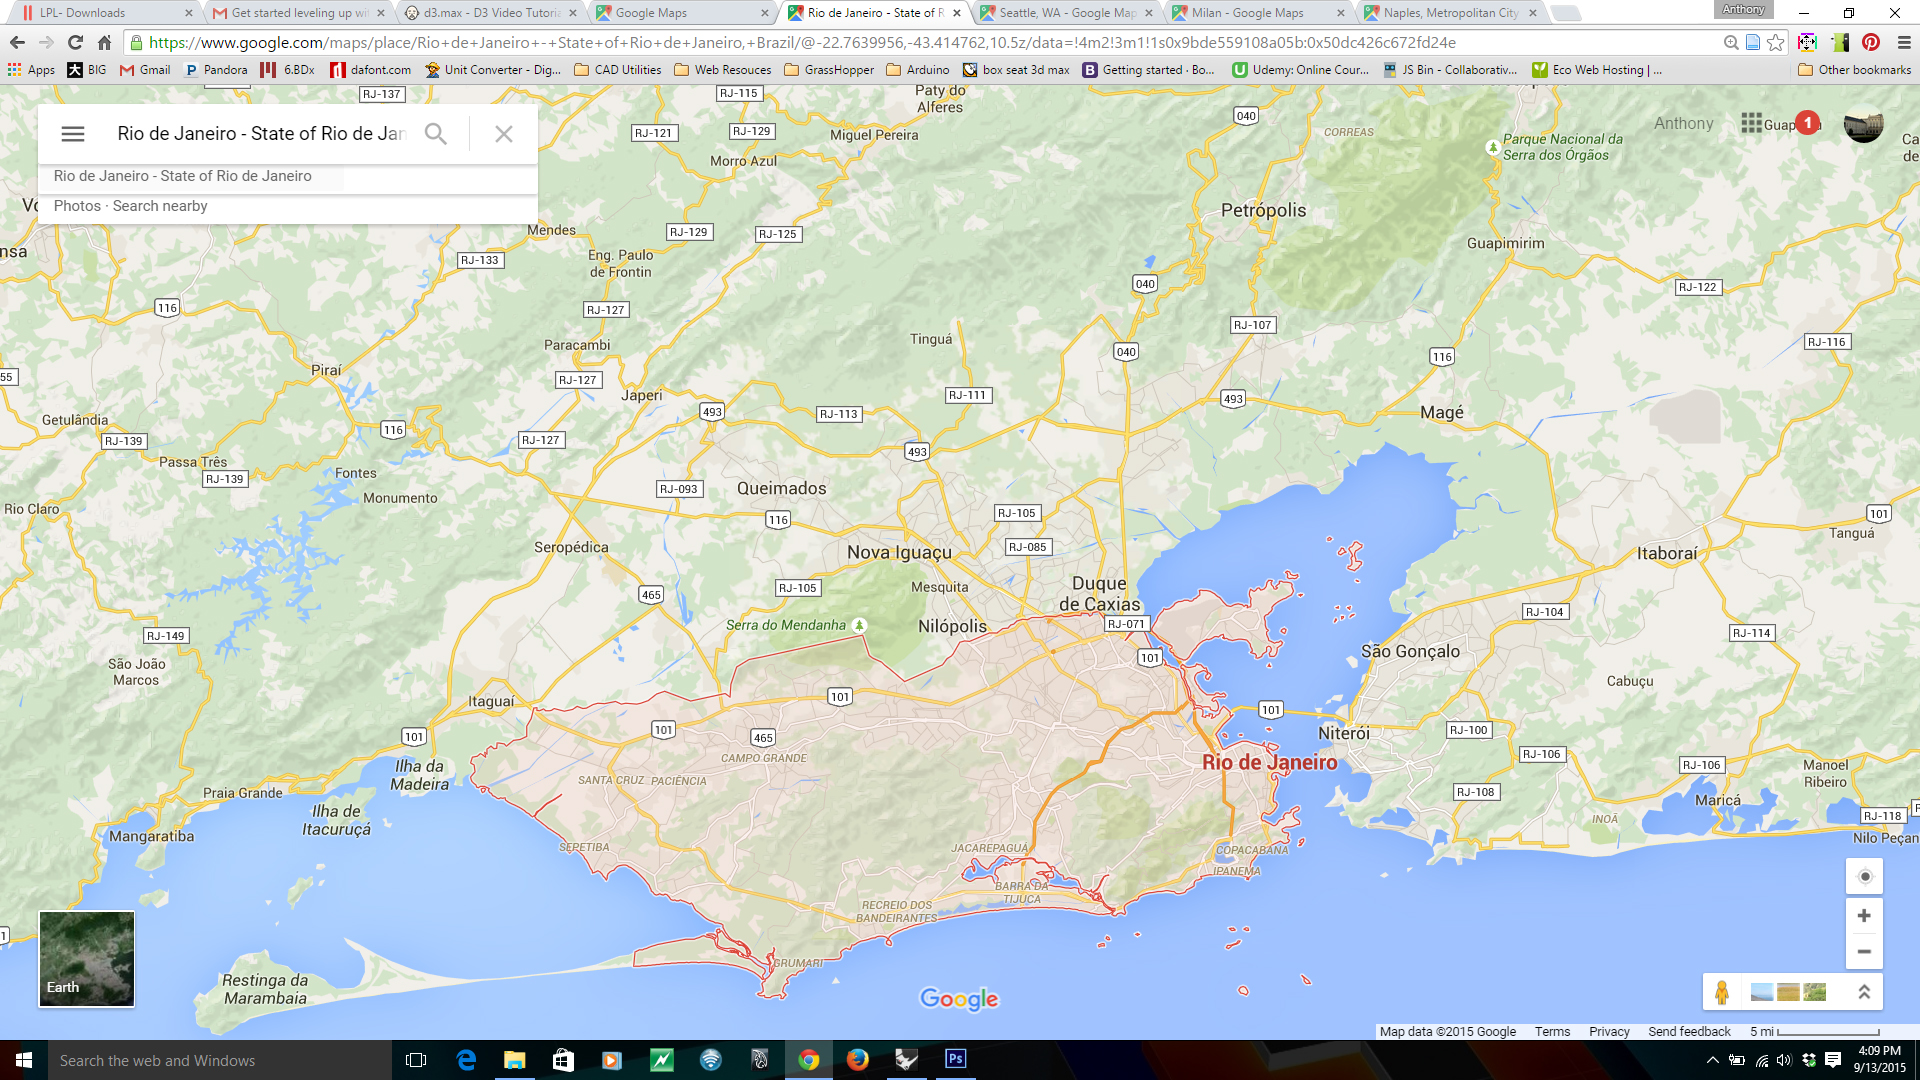 LPL- Downloads
Get started leveling up wit
d3.max - D3 Video Tutoria
Google Maps
Rio de Janeiro - State of R
Seattle, WA - Google Map
Milan - Google Maps
Naples, Metropolitan City
Anthony
https://www.google.com/maps/place/Rio+de+Janeiro+-+State+of+Rio+de+Janeiro,+Brazil/@-22.7639956,-43.414762,10.5z/data=!4m2!3m1!1s0x9bde559108a05b:0x50dc426c672fd24e
Apps
BIG
Gmail
Pandora
6.BDx
dafont.com
Unit Converter - Dig...
CAD Utilities
Web Resouces
GrassHopper
Arduino
box seat 3d max
Getting started · Bo...
Udemy: Online Cour...
JS Bin - Collaborativ...
Eco Web Hosting | ...
Other bookmarks
Rio de Janeiro - State of Rio de Jan
Rio de Janeiro - State of Rio de Janeiro
Photos · Search nearby
Anthony
1
RJ-137
RJ-115
Paty do
Alferes
040
RJ-121
RJ-129
Miguel Pereira
CORREAS
Parque Nacional da
Serra dos Órgãos
Morro Azul
Petrópolis
Mendes
RJ-129
RJ-125
Guapimirim
RJ-133
Eng. Paulo
de Frontin
040
RJ-122
116
RJ-127
RJ-107
Tinguá
RJ-116
Paracambi
040
116
Piraí
RJ-127
55
Japeri
RJ-111
493
Getulândia
493
RJ-113
Magé
116
RJ-139
RJ-127
493
Passa Três
RJ-139
Fontes
Monumento
RJ-093
Queimados
Rio Claro
116
RJ-105
101
Tanguá
Seropédica
Nova Iguaçu
RJ-085
Itaboraí
RJ-105
Mesquita
Duque
de Caxias
465
RJ-104
Serra do Mendanha
Nilópolis
RJ-071
RJ-149
RJ-114
101
São Gonçalo
São João
Marcos
Cabuçu
Itaguaí
101
101
101
101
465
Niterói
RJ-100
RJ-106
CAMPO GRANDE
Rio de Janeiro
Ilha da
Madeira
SANTA CRUZ
PACIÊNCIA
RJ-106
Manoel
Ribeiro
Praia Grande
RJ-108
Maricá
Ilha de
Itacuruçá
INOÃ
RJ-118
Mangaratiba
Nilo Peçan
SEPETIBA
JACAREPAGUÁ
COPACABANA
IPANEMA
BARRA DA
TIJUCA
RECREIO DOS
BANDEIRANTES
GRUMARI
Restinga da
Marambaia
Earth
Google
Map data ©2015 Google
Terms
Privacy
Send feedback
5 mi
Search the web and Windows
Ps
4:09 PM
9/13/2015